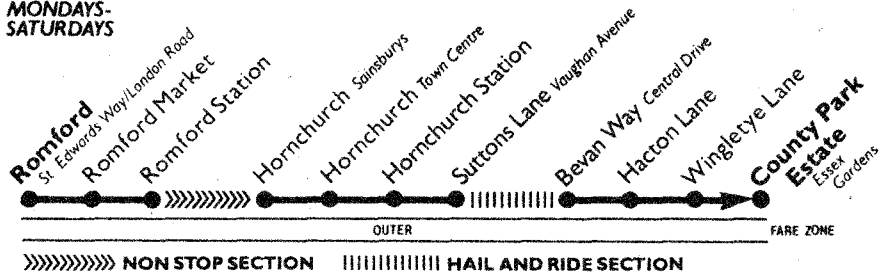 MONDAYS-
SATURDAYS
Romford
St Edwards Way/London Road
Romford Market
Romford Station
Hornchurch Sainsburys
Hornchurch Town Centre
Hornchurch Station
Suttons Lane Vaughan Avenue
Bevan Way Central Drive
Hacton Lane
Wingletye Lane
County Park
Estate
Essex
Gardens
OUTER
FARE ZONE
NON STOP SECTION
HAIL AND RIDE SECTION